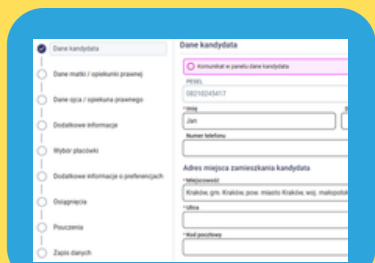 Dane kandydata
Dane matki / opiekunki prawnej
Dane ojca / opiekuna prawnego
Dodatkowe informacje
Wybór placówki
Dodatkowe informacje o preferencjach
Osiągnięcia
Pouczenia
Zapis danych
Dane kandydata
Komunikat w panelu dane kandydata
PESEL
08210243417
*Imię
Jan
Numer telefonu
Adres miejsca zamieszkania kandydata
*Miejscowość
Kraków, gm. Kraków, pow. miasto Kraków, woj. małopolsk
*Ulica
*Kod pocztowy